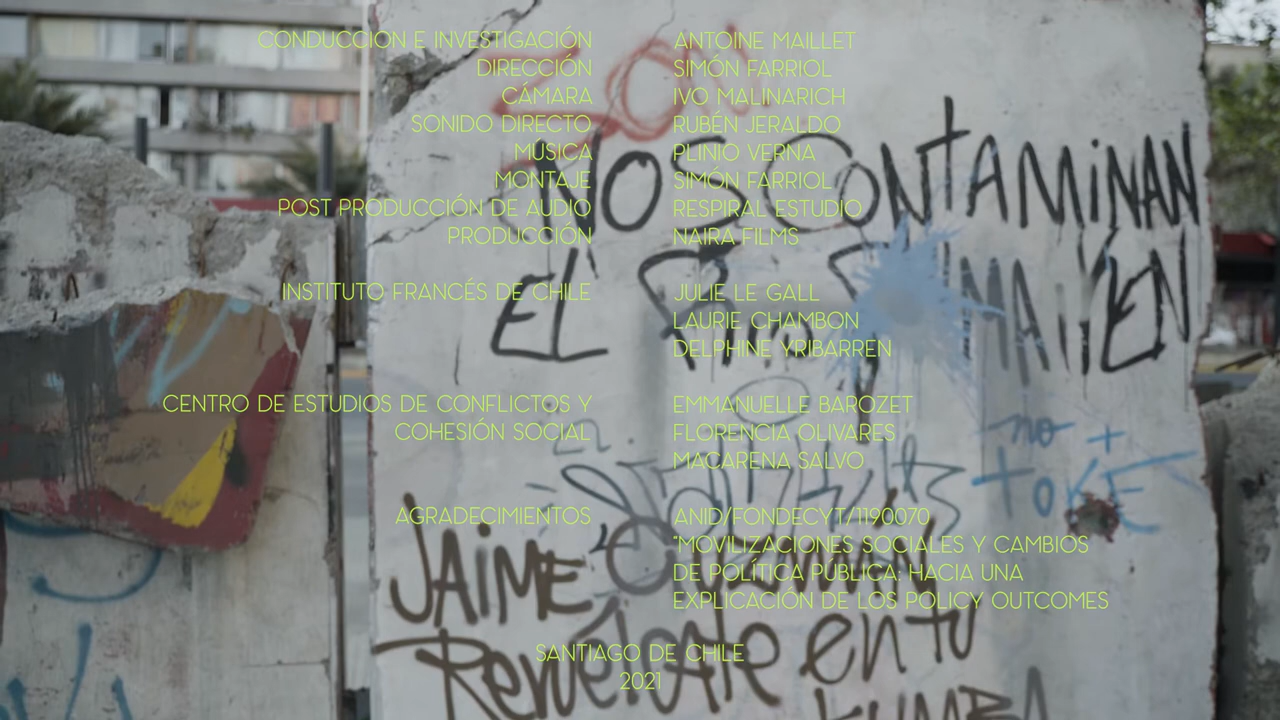 CONDUCCIÓN E INVESTIGACIÓN ANTOINE MAILLET
DIRECCIÓN SIMÓN FARRIOL
CÁMARA IVO MALINARICH
SONIDO DIRECTO RUBÉN JERALDO
MÚSICA PLINIO VERNA
MONTAJE SIMÓN FARRIOL
POST PRODUCCIÓN DE AUDIO RESPIRAL ESTUDIO
PRODUCCIÓN NAIRA FILMS
INSTITUTO FRANCÉS DE CHILE JULIE LE GALL
LAURIE CHAMBON
DELPHINE YRIBARREN
CENTRO DE ESTUDIOS DE CONFLICTOS Y EMMANUELLE BAROZET
COHESIÓN SOCIAL FLORENCIA OLIVARES
MACARENA SALVO
AGRADECIMIENTOS ANID/FONDECYT/1190070
"MOVILIZACIONES SOCIALES Y CAMBIOS
DE POLÍTICA PÚBLICA: HACIA UNA
EXPLICACIÓN DE LOS POLICY OUTCOMES
SANTIAGO DE CHILE
2021
NOS CONTAMINAN
EL
no +
TOKE
JAIME
Revuélcate en tu